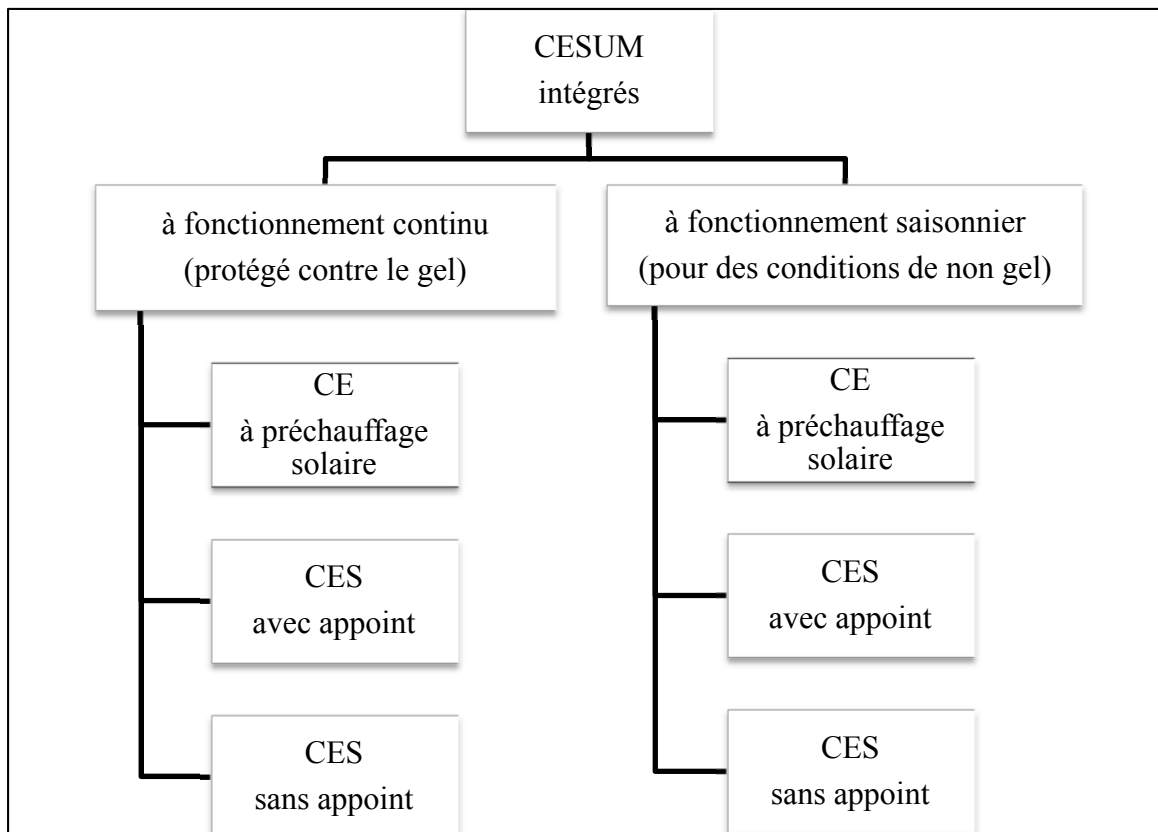 CESUM
intégrés
à fonctionnement continu
(protégé contre le gel)
à fonctionnement saisonnier
(pour des conditions de non gel)
CE
à préchauffage
solaire
CES
avec appoint
CES
sans appoint
CE
à préchauffage
solaire
CES
avec appoint
CES
sans appoint